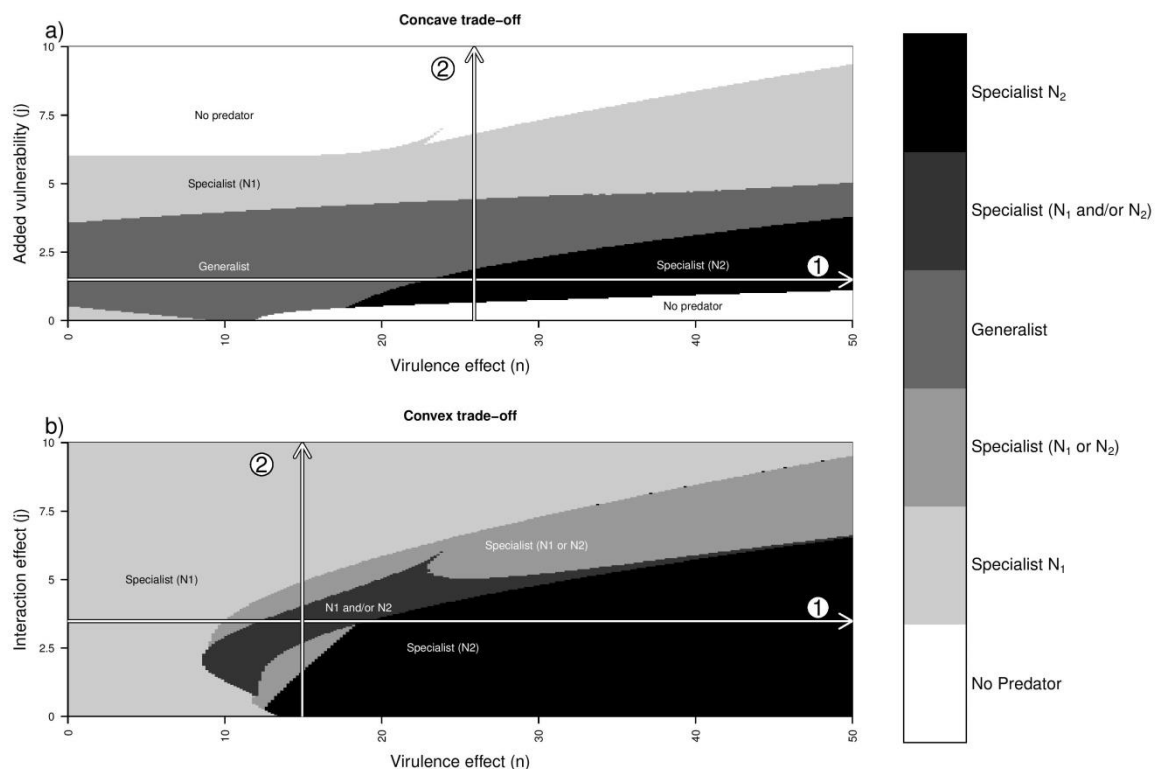 a)
Concave trade−off
10
7.5
5
2.5
0
Added vulnerability (j)
②
No predator
Specialist (N1)
Generalist
Specialist (N2)
①
No predator
0
10
20
30
40
50
Virulence effect (n)
b)
Convex trade−off
10
7.5
5
2.5
0
Interaction effect (j)
②
Specialist (N1)
Specialist (N1 or N2)
N1 and/or N2
①
Specialist (N2)
0
10
20
30
40
50
Virulence effect (n)
Specialist N₂
Specialist (N₁ and/or N₂)
Generalist
Specialist (N₁ or N₂)
Specialist N₁
No Predator